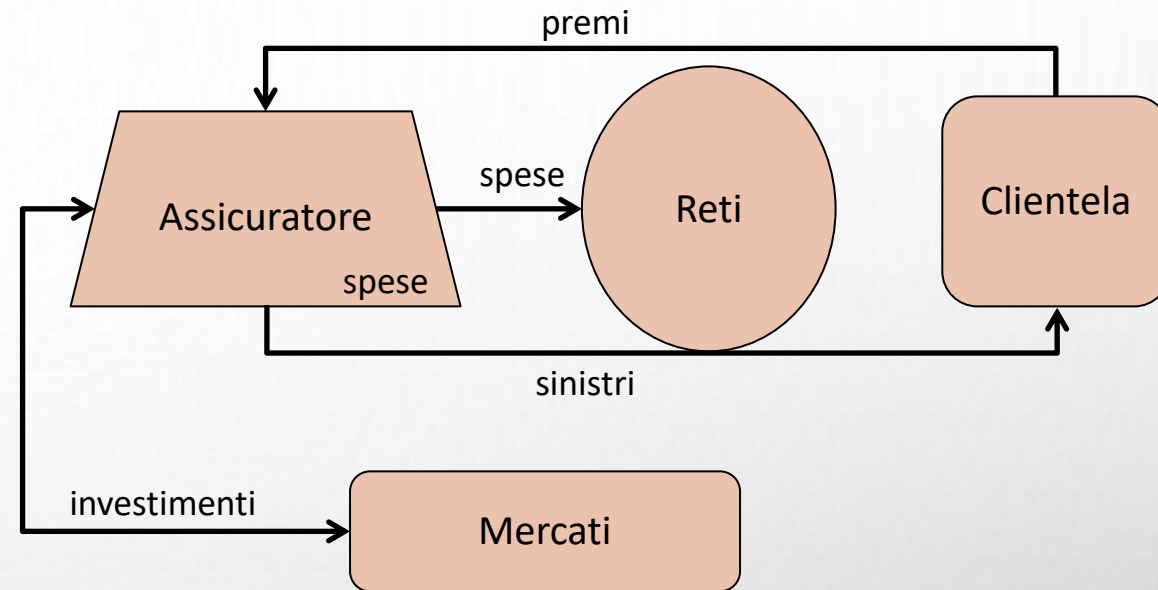 premi
spese
Assicuratore
Reti
Clientela
spese
sinistri
investimenti
Mercati